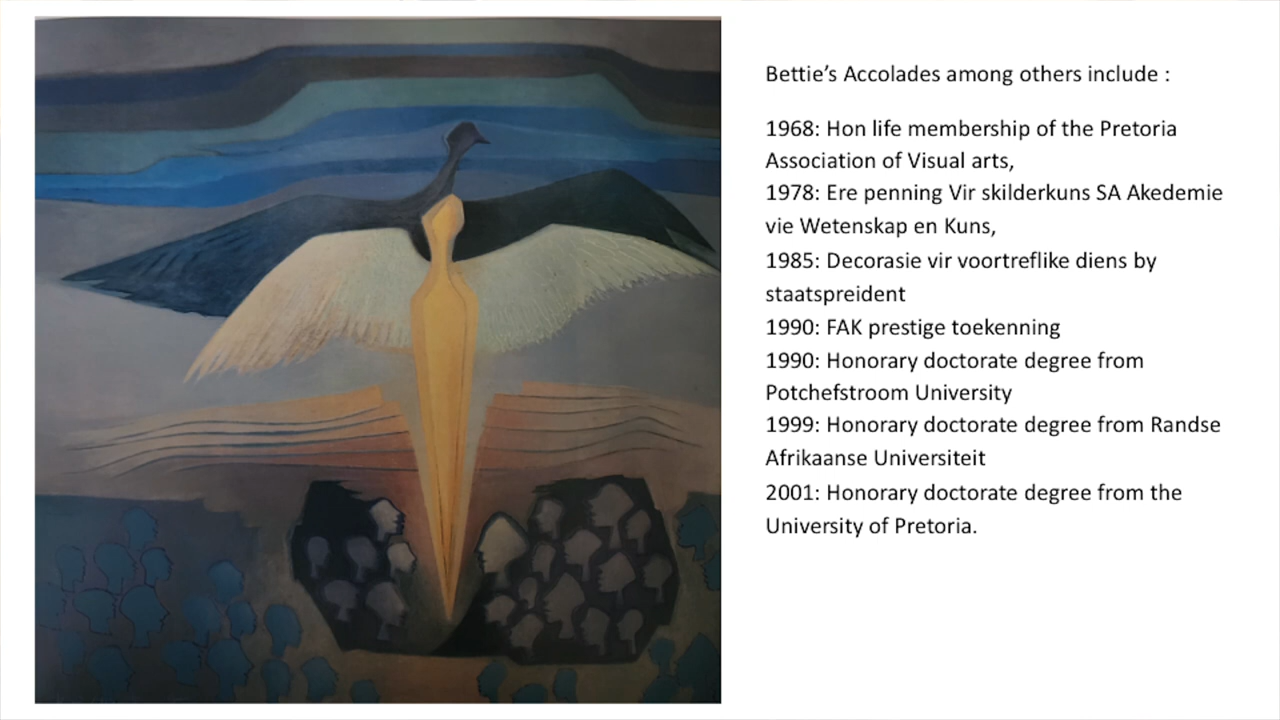 Bettie’s Accolades among others include :
1968: Hon life membership of the Pretoria
Association of Visual arts,
1978: Ere penning Vir skilderkuns SA Akedemie
vie Wetenskap en Kuns,
1985: Decorasie vir voortreflike diens by
staatspreident
1990: FAK prestige toekenning
1990: Honorary doctorate degree from
Potchefstroom University
1999: Honorary doctorate degree from Randse
Afrikaanse Universiteit
2001: Honorary doctorate degree from the
University of Pretoria.